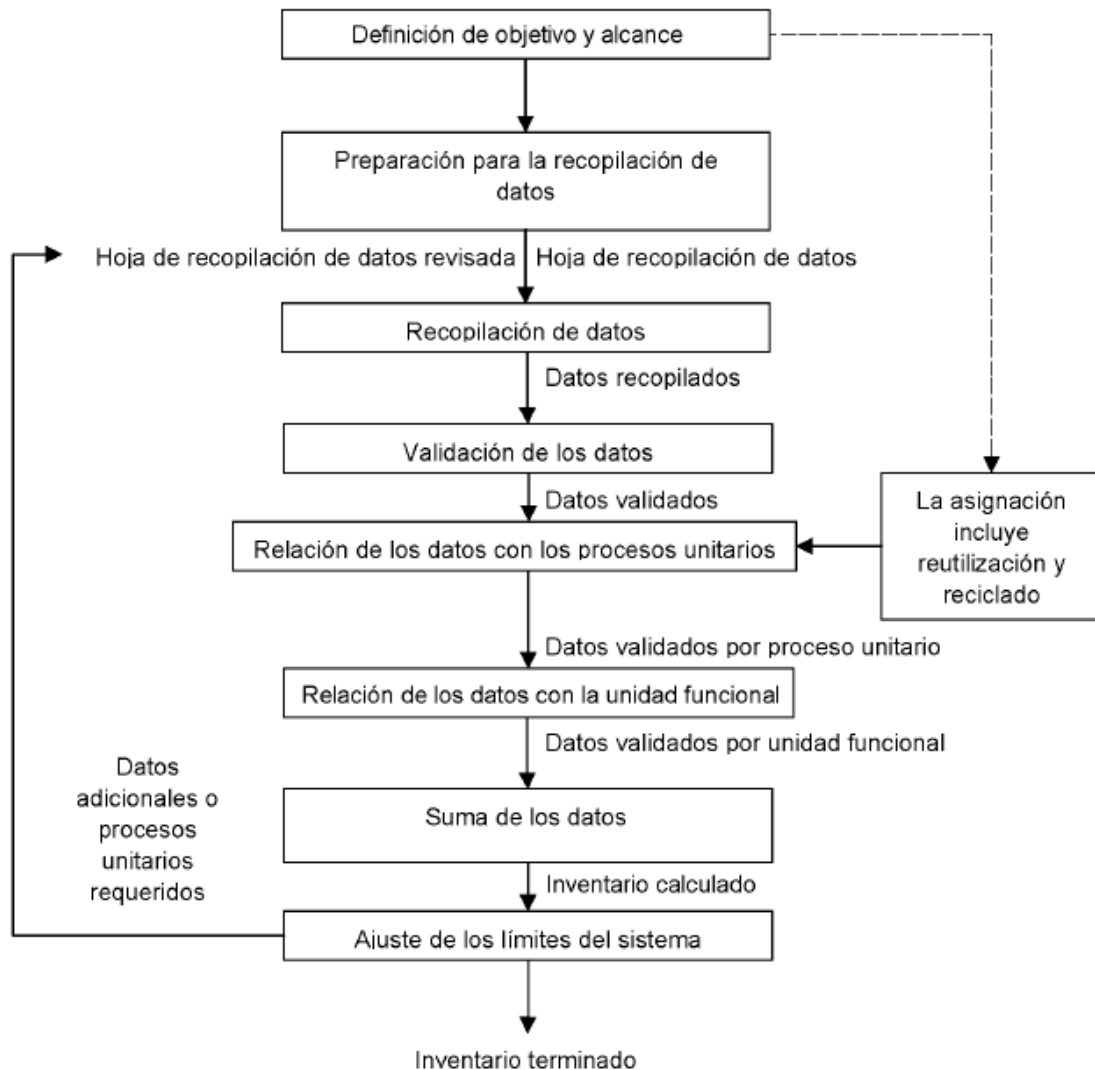 Definición de objetivo y alcance
Preparación para la recopilación de
datos
Hoja de recopilación de datos revisada
Hoja de recopilación de datos
Recopilación de datos
Datos recopilados
Validación de los datos
Datos validados
La asignación
incluye
reutilización y
reciclado
Relación de los datos con los procesos unitarios
Datos validados por proceso unitario
Relación de los datos con la unidad funcional
Datos validados por unidad funcional
Datos
adicionales o
procesos
unitarios
requeridos
Suma de los datos
Inventario calculado
Ajuste de los límites del sistema
Inventario terminado